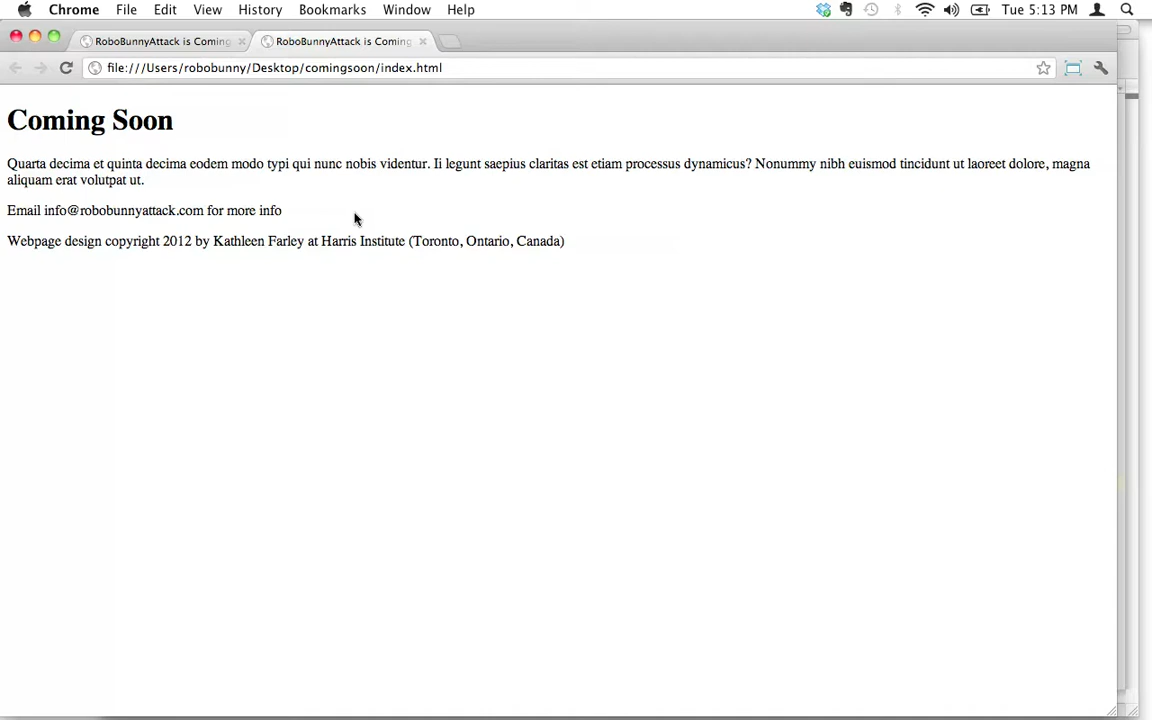 Chrome File Edit View History Bookmarks Window Help Tue 5:13 PM
RoboBunnyAttack is Coming RoboBunnyAttack is Coming
file:///Users/robobunny/Desktop/comingsoon/index.html
Coming Soon
Quarta decima et quinta decima eodem modo typi qui nunc nobis videntur. Ii legunt saepius claritas est etiam processus dynamicus? Nonummy nibh euismod tincidunt ut laoreet dolore, magna
aliquam erat volutpat ut.
Email info@robobunnyattack.com for more info
Webpage design copyright 2012 by Kathleen Farley at Harris Institute (Toronto, Ontario, Canada)